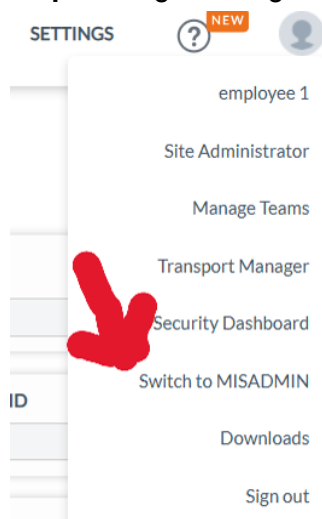 SETTINGS
NEW
?
employee 1
Site Administrator
Manage Teams
Transport Manager
Security Dashboard
Switch to MISADMIN
ID
Downloads
Sign out